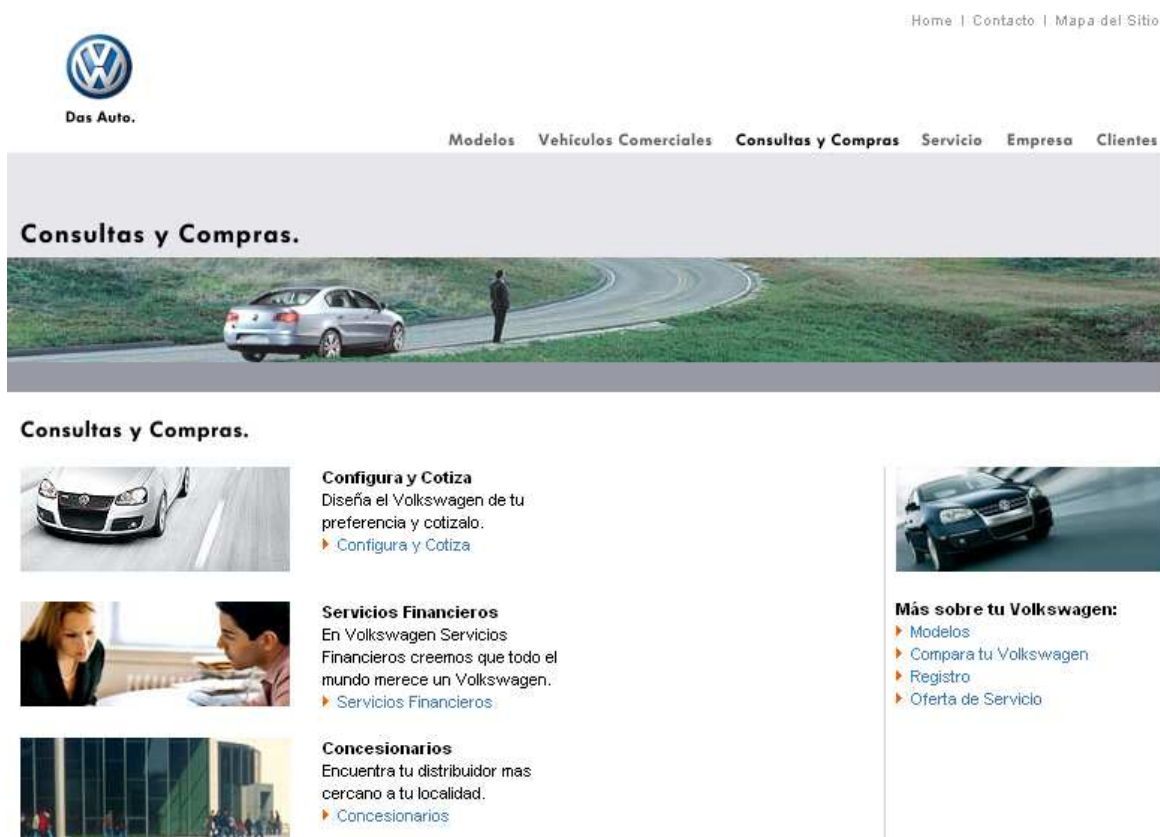 Home | Contacto | Mapa del Sitio
Das Auto.
Modelos Vehículos Comerciales Consultas y Compras Servicio Empresa Clientes
Consultas y Compras.
Consultas y Compras.
Configura y Cotiza
Diseña el Volkswagen de tu
preferencia y cotizalo.
Configura y Cotiza
Servicios Financieros
En Volkswagen Servicios
Financieros creemos que todo el
mundo merece un Volkswagen.
Servicios Financieros
Concesionarios
Encuentra tu distribuidor mas
cercano a tu localidad.
Concesionarios
Más sobre tu Volkswagen:
Modelos
Compara tu Volkswagen
Registro
Oferta de Servicio